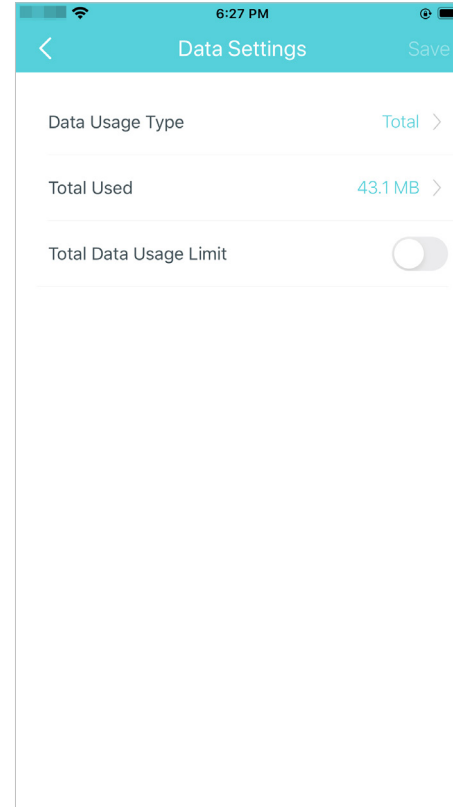 6:27 PM
Data Settings
Save
Data Usage Type
Total
Total Used
43.1 MB
Total Data Usage Limit